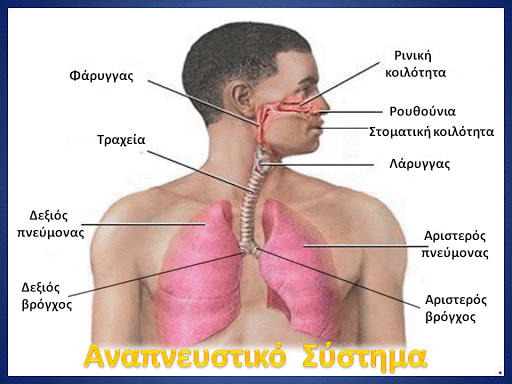 Ρινική
κοιλότητα
Φάρυγγας
Ρουθούνια
Στοματική κοιλότητα
Τραχεία
Λάρυγγας
Δεξιός
πνεύμονας
Αριστερός
πνεύμονας
Δεξιός
βρόγχος
Αριστερός
βρόγχος
Αναπνευστικό Σύστημα